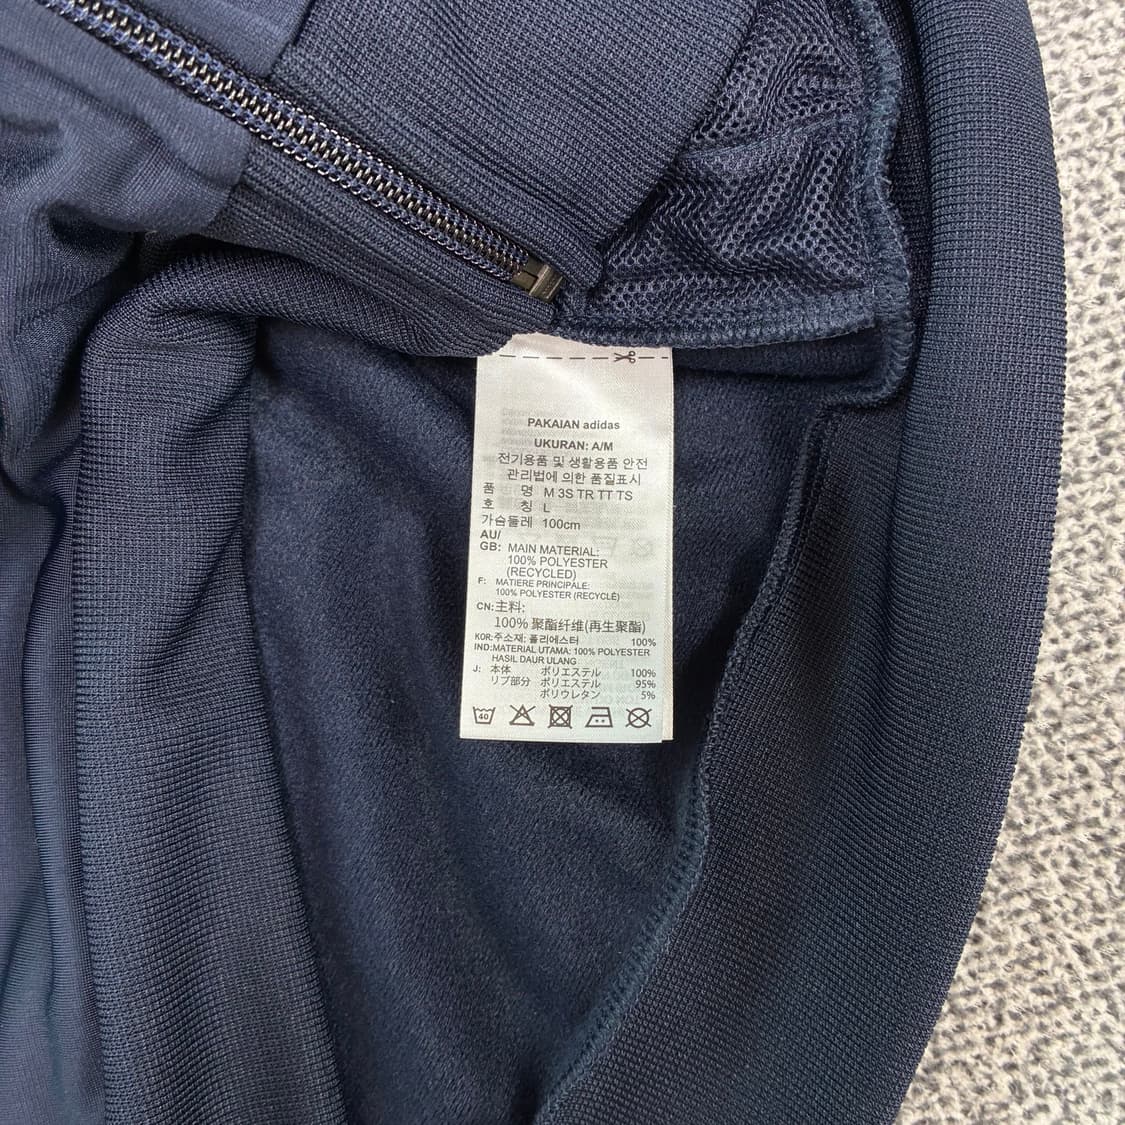 PAKAIAN adidas
UKURAN: A/M
전기용품 및 생활용품 안전
관리법에 의한 품질표시
품 명 M 3S TR TT TS
호 칭 L
가슴둘레 100cm
AU/
GB: MAIN MATERIAL:
100% POLYESTER
(RECYCLED)
F: MATIERE PRINCIPALE:
100% POLYESTER (RECYCLÉ)
CN: 主料:
100% 聚酯纤维(再生聚酯)
KOR: 주소재: 폴리에스터 100%
IND: MATERIAL UTAMA: 100% POLYESTER
HASIL DAUR ULANG
J: 本体 ポリエステル 100%
リブ部分 ポリエステル 95%
ポリウレタン 5%
40